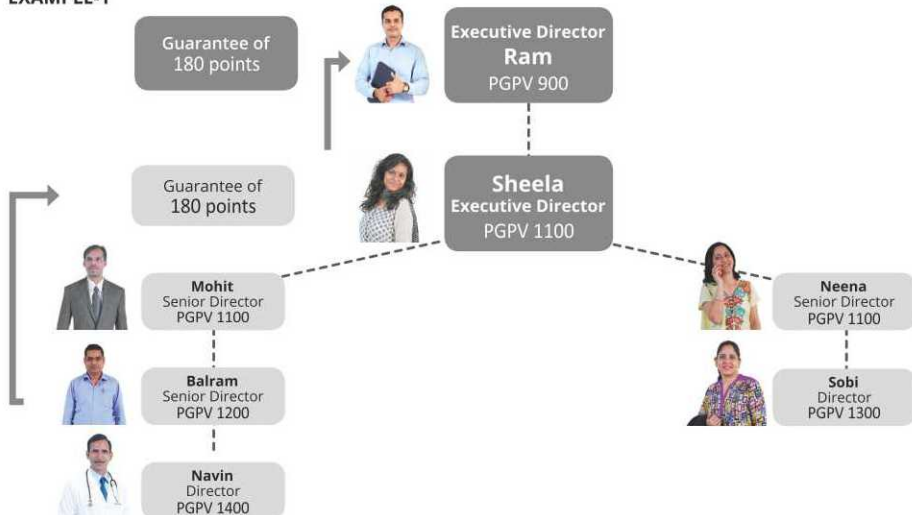 EXAMPLE-1
Guarantee of
180 points
Executive Director
Ram
PGPV 900
Guarantee of
180 points
Sheela
Executive Director
PGPV 1100
Mohit
Senior Director
PGPV 1100
Neena
Senior Director
PGPV 1100
Balram
Senior Director
PGPV 1200
Sobi
Director
PGPV 1300
Navin
Director
PGPV 1400